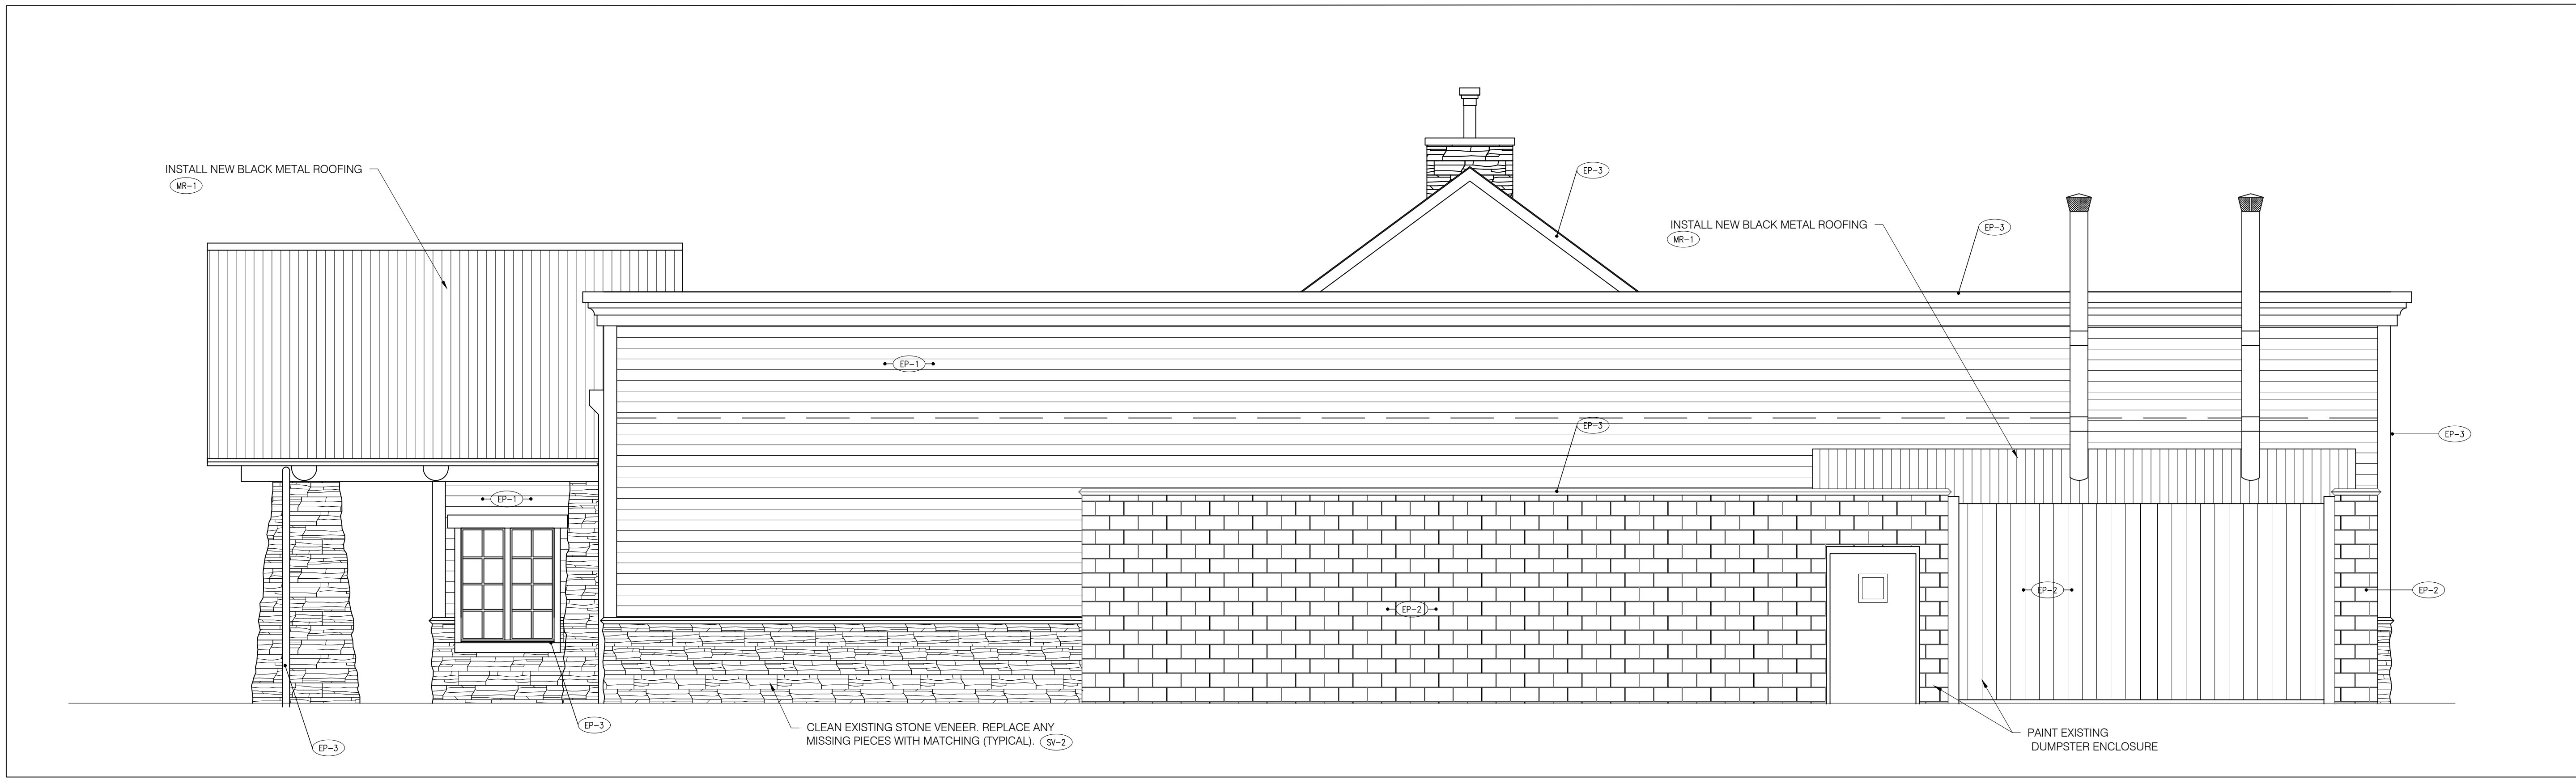 INSTALL NEW BLACK METAL ROOFING
MR-1
EP-3
INSTALL NEW BLACK METAL ROOFING
MR-1
EP-3
EP-1
EP-3
EP-3
EP-1
EP-2
EP-2
EP-2
EP-3
EP-3
CLEAN EXISTING STONE VENEER. REPLACE ANY
MISSING PIECES WITH MATCHING (TYPICAL). SV-2
PAINT EXISTING
DUMPSTER ENCLOSURE